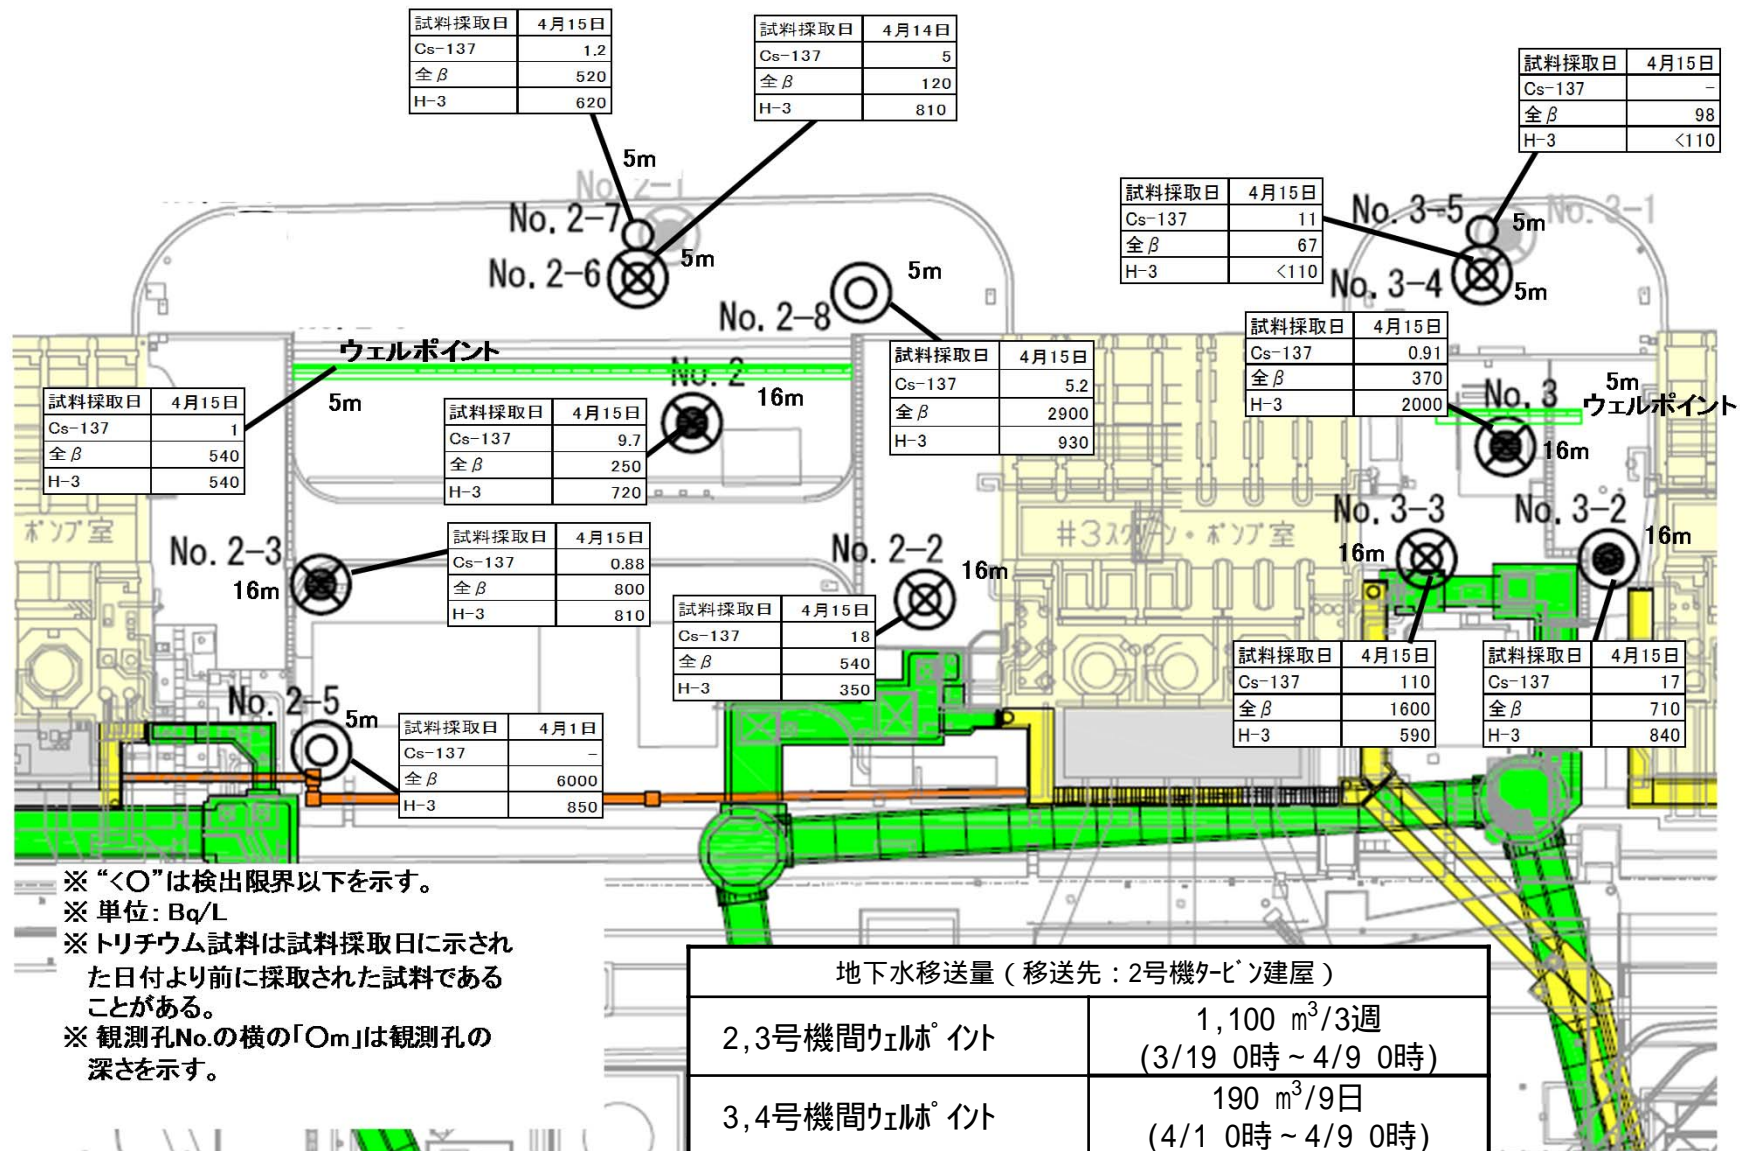 試料採取日 4月15日
Cs-137 1.2
全β 520
H-3 620
試料採取日 4月14日
Cs-137 5
全β 120
H-3 810
試料採取日 4月15日
Cs-137 -
全β 98
H-3 <110
試料採取日 4月15日
Cs-137 11
全β 67
H-3 <110
5m
No. 2-1
No. 2-7
No. 2-6
5m
No. 2-8
5m
No. 3-5
5m
No. 3-1
No. 3-4
5m
ウェルポイント
5m
試料採取日 4月15日
Cs-137 1
全β 540
H-3 540
試料採取日 4月15日
Cs-137 9.7
全β 250
H-3 720
No. 2
16m
試料採取日 4月15日
Cs-137 5.2
全β 2900
H-3 930
試料採取日 4月15日
Cs-137 0.91
全β 370
H-3 2000
No. 3
5m
ウェルポイント
16m
ポンプ室
No. 2-3
16m
試料採取日 4月15日
Cs-137 0.88
全β 800
H-3 810
No. 2-2
16m
試料採取日 4月15日
Cs-137 18
全β 540
H-3 350
#3スクリーン・ポンプ室
No. 3-3
16m
No. 3-2
16m
試料採取日 4月15日
Cs-137 110
全β 1600
H-3 590
試料採取日 4月15日
Cs-137 17
全β 710
H-3 840
No. 2-5
5m
試料採取日 4月1日
Cs-137 -
全β 6000
H-3 850
※ “<〇”は検出限界以下を示す。
※ 単位: Bq/L
※ トリチウム試料は試料採取日に示され
た日付より前に採取された試料である
ことがある。
※ 観測孔No.の横の「〇m」は観測孔の
深さを示す。
地下水移送量(移送先:2号機ﾀｰﾋﾞﾝ建屋)
2,3号機間ｳｪﾙﾎﾟｲﾝﾄ 1,100 m³/3週
(3/19 0時~4/9 0時)
3,4号機間ｳｪﾙﾎﾟｲﾝﾄ 190 m³/9日
(4/1 0時~4/9 0時)